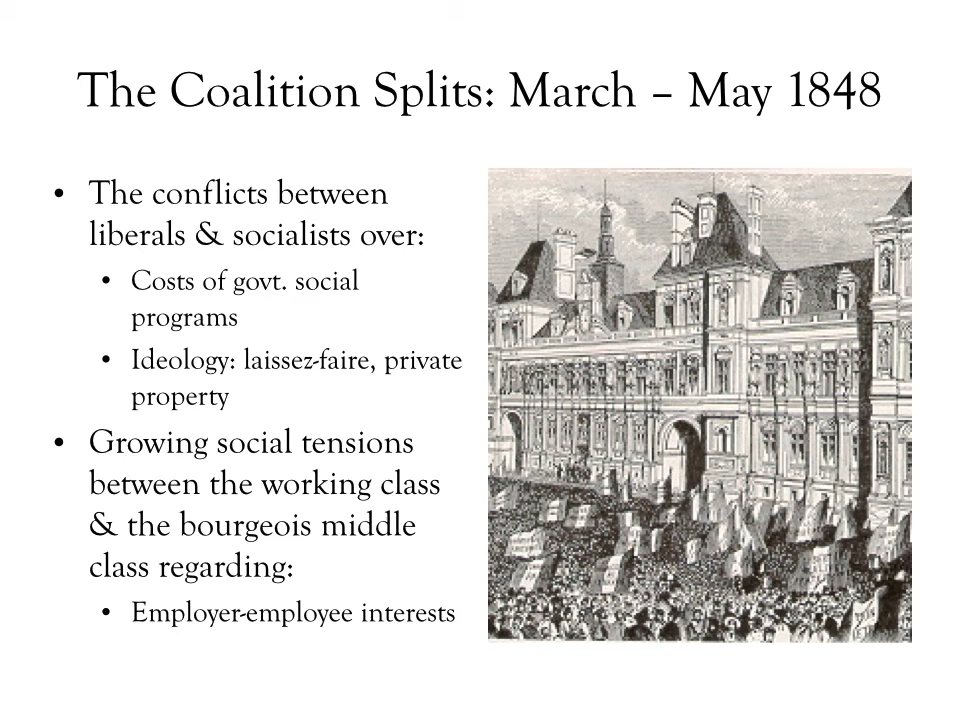 The Coalition Splits: March – May 1848
• The conflicts between
liberals & socialists over:
• Costs of govt. social
programs
• Ideology: laissez-faire, private
property
• Growing social tensions
between the working class
& the bourgeois middle
class regarding:
• Employer-employee interests